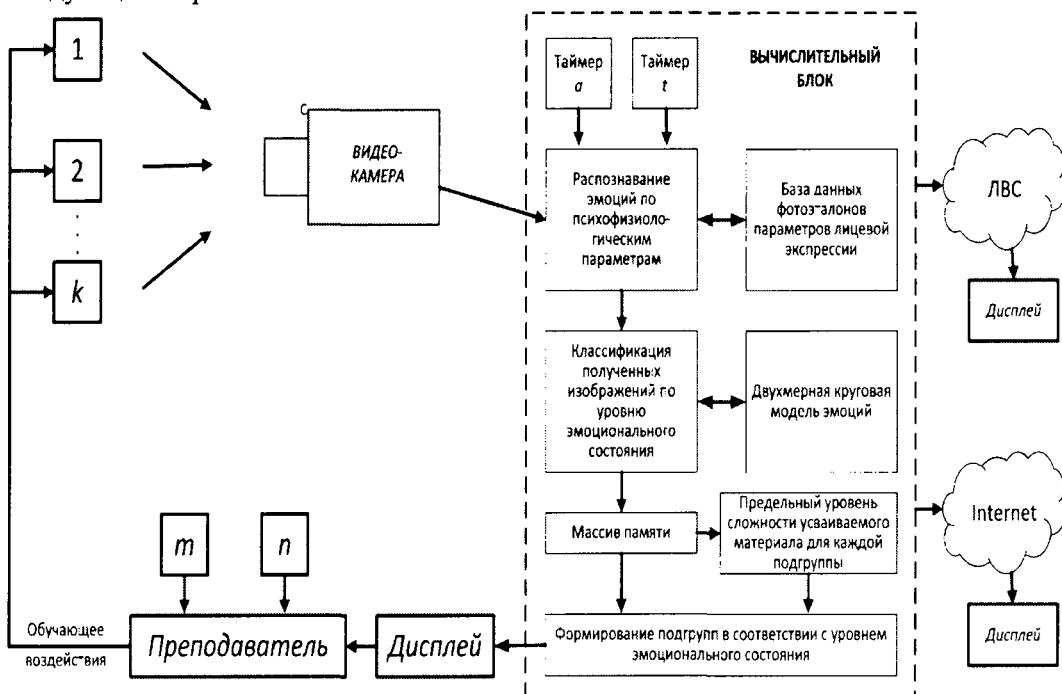 1
2
k
ВИДЕО-
КАМЕРА
Таймер
a
Таймер
t
ВЫЧИСЛИТЕЛЬНЫЙ
БЛОК
Распознавание
эмоций по
психофизиоло-
гическим
параметрам
База данных
фотоэталонов
параметров лицевой
экспрессии
Классификация
полученных
изображений по
уровню
эмоционального
состояния
Двухмерная круговая
модель эмоций
Массив памяти
Предельный уровень
сложности усваиваемого
материала для каждой
подгруппы
Формирование подгрупп в соответствии с уровнем
эмоционального состояния
ЛВС
Дисплей
Internet
Дисплей
m
n
Обучающее
воздействия
Преподаватель
Дисплей